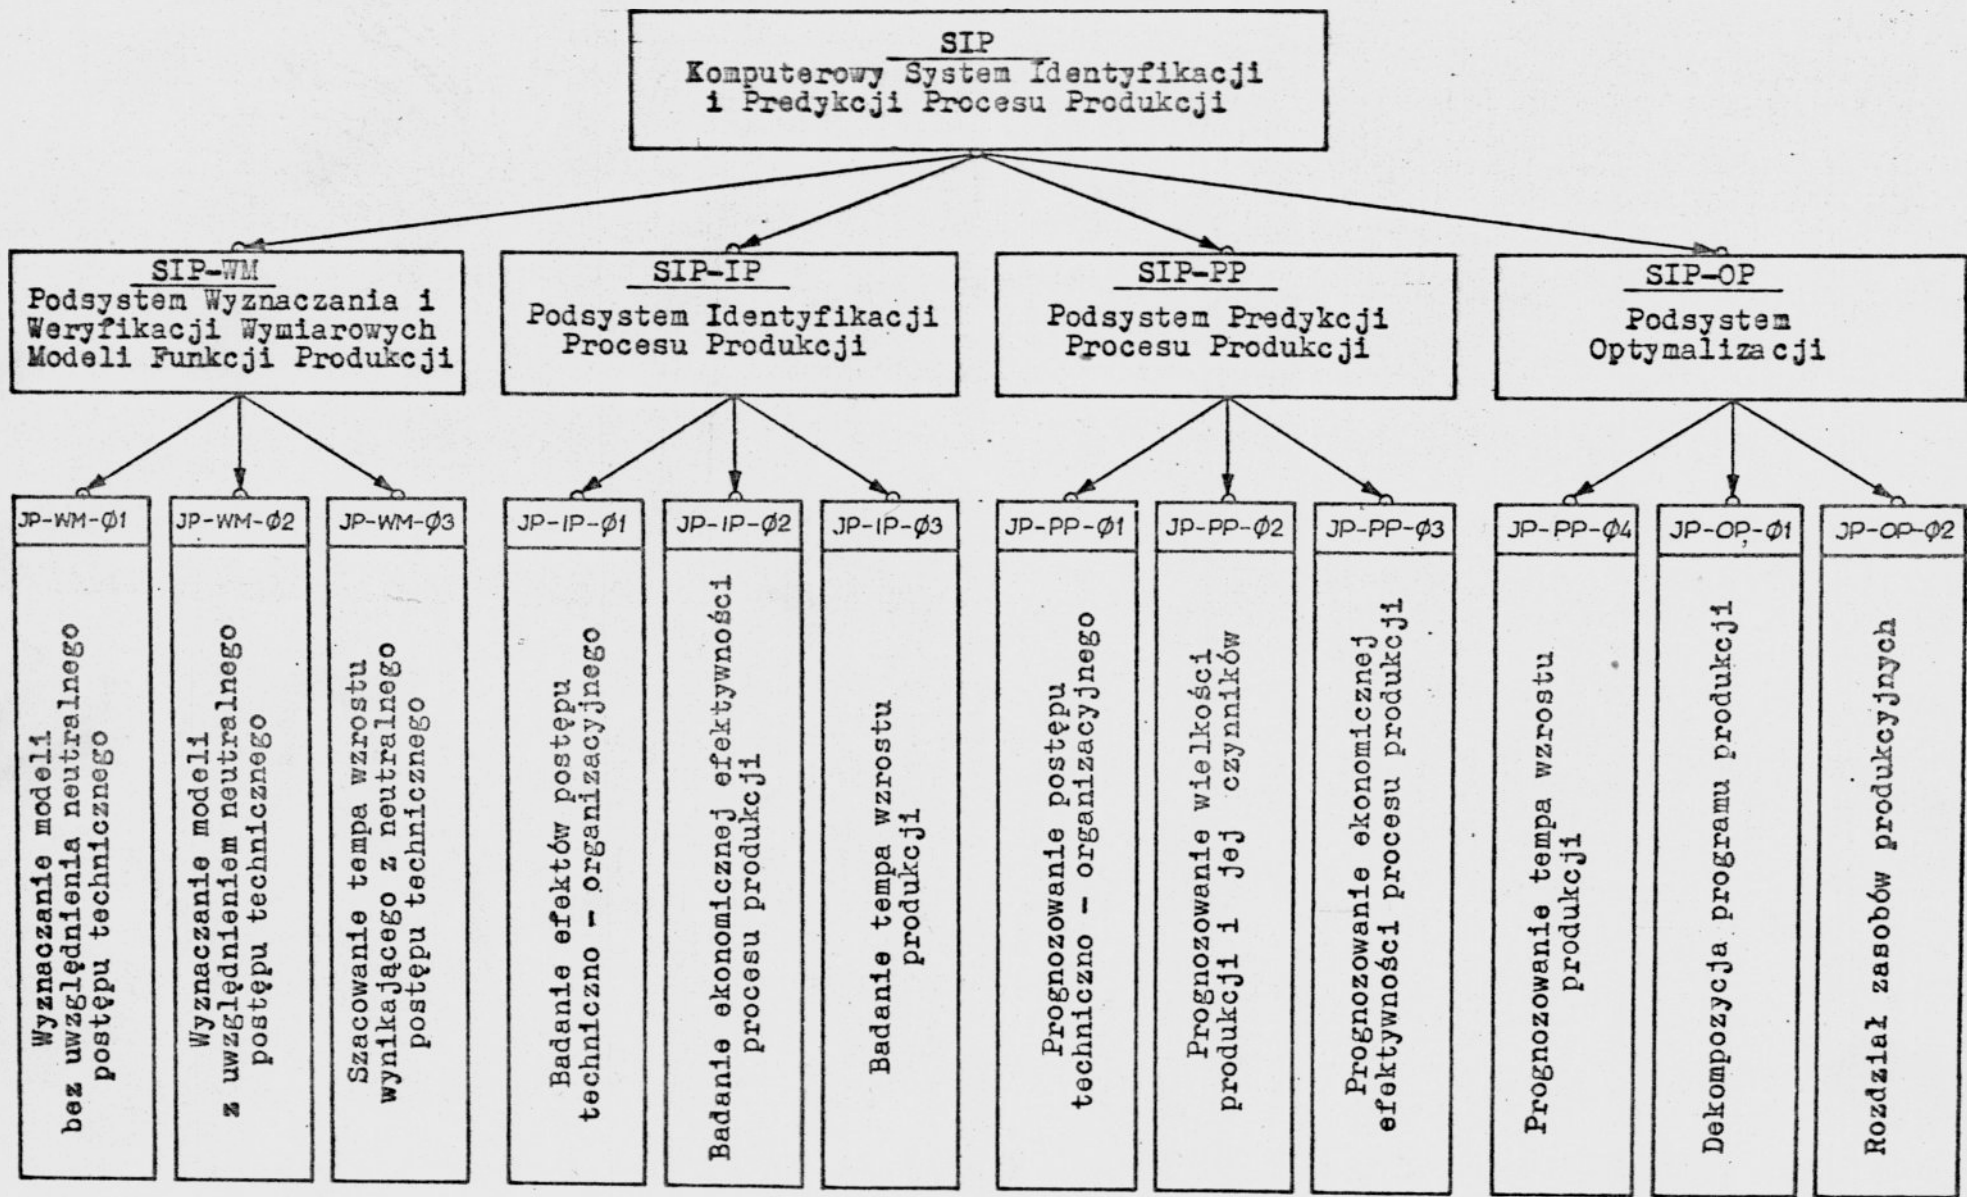 SIP
Komputerowy System Identyfikacji
i Predykcji Procesu Produkcji
SIP-WM
Podsystem Wyznaczania i
Weryfikacji Wymiarowych
Modeli Funkcji Produkcji
SIP-IP
Podsystem Identyfikacji
Procesu Produkcji
SIP-PP
Podsystem Predykcji
Procesu Produkcji
SIP-OP
Podsystem
Optymalizacji
JP-WM-Ø1
Wyznaczanie modeli
bez uwzględnienia neutralnego
postępu technicznego
JP-WM-Ø2
Wyznaczanie modeli
z uwzględnieniem neutralnego
postępu technicznego
JP-WM-Ø3
Szacowanie tempa wzrostu
wynikającego z neutralnego
postępu technicznego
JP-IP-Ø1
Badanie efektów postępu
techniczno - organizacyjnego
JP-IP-Ø2
Badanie ekonomicznej efektywności
procesu produkcji
JP-IP-Ø3
Badanie tempa wzrostu
produkcji
JP-PP-Ø1
Prognozowanie postępu
techniczno - organizacyjnego
JP-PP-Ø2
Prognozowanie wielkości
produkcji i jej czynników
JP-PP-Ø3
Prognozowanie ekonomicznej
efektywności procesu produkcji
JP-PP-Ø4
Prognozowanie tempa wzrostu
produkcji
JP-OP-Ø1
Dekompozycja programu produkcji
JP-OP-Ø2
Rozdział zasobów produkcyjnych